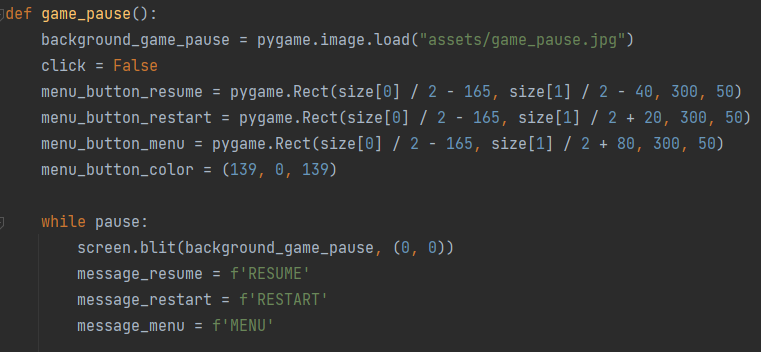 def game_pause():
    background_game_pause = pygame.image.load("assets/game_pause.jpg")
    click = False
    menu_button_resume = pygame.Rect(size[0] / 2 - 165, size[1] / 2 - 40, 300, 50)
    menu_button_restart = pygame.Rect(size[0] / 2 - 165, size[1] / 2 + 20, 300, 50)
    menu_button_menu = pygame.Rect(size[0] / 2 - 165, size[1] / 2 + 80, 300, 50)
    menu_button_color = (139, 0, 139)

    while pause:
        screen.blit(background_game_pause, (0, 0))
        message_resume = f'RESUME'
        message_restart = f'RESTART'
        message_menu = f'MENU'